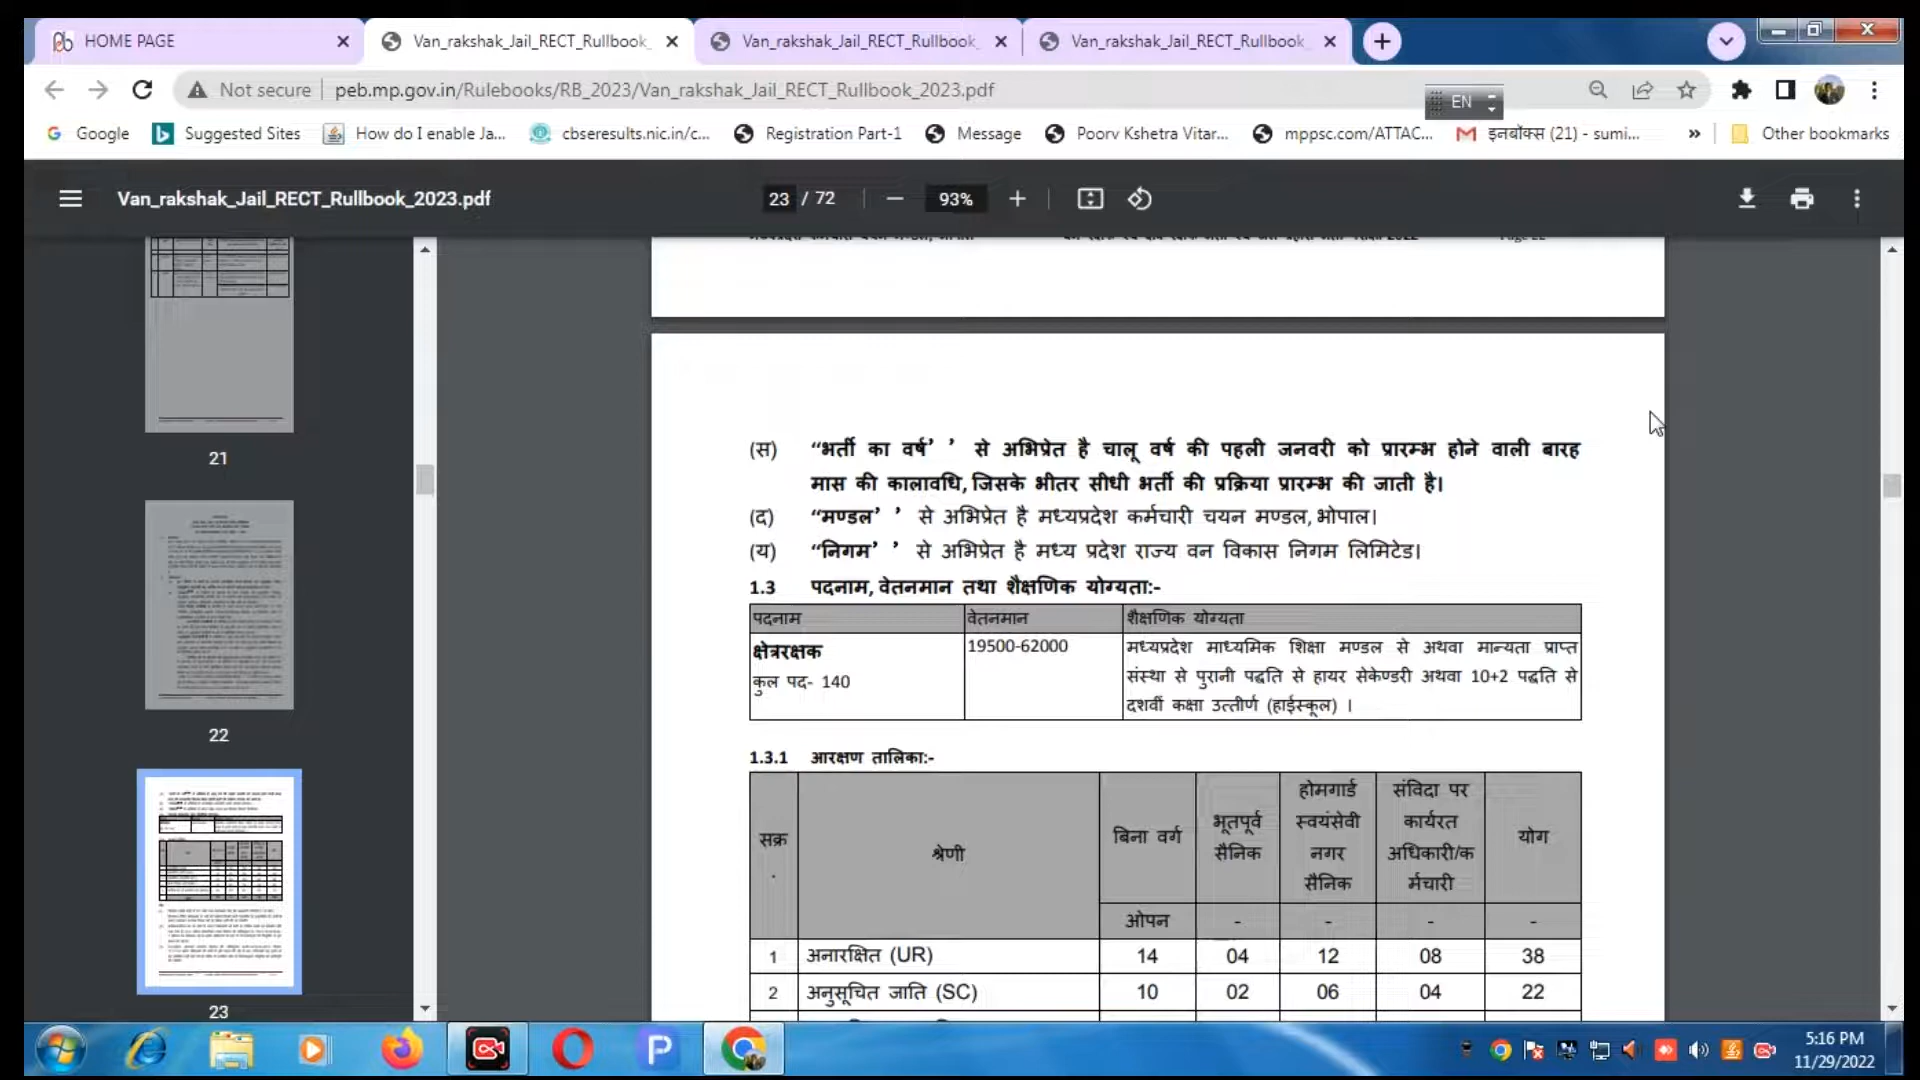 HOME PAGE
Van_rakshak_Jail_RECT_Rullbook_
Van_rakshak_Jail_RECT_Rullbook_
Van_rakshak_Jail_RECT_Rullbook_
Not secure
peb.mp.gov.in/Rulebooks/RB_2023/Van_rakshak_Jail_RECT_Rullbook_2023.pdf
EN
Google
Suggested Sites
How do I enable Ja...
cbseresults.nic.in/c...
Registration Part-1
Message
Poorv Kshetra Vitar...
mppsc.com/ATTAC...
इनबॉक्स (21) - sumi...
»
Other bookmarks
Van_rakshak_Jail_RECT_Rullbook_2023.pdf
23 / 72
93%
21
22
23
(स) “भर्ती का वर्ष’ ’ से अभिप्रेत है चालू वर्ष की पहली जनवरी को प्रारम्भ होने वाली बारह
मास की कालावधि, जिसके भीतर सीधी भर्ती की प्रक्रिया प्रारम्भ की जाती है।
(द) “मण्डल’ ’ से अभिप्रेत है मध्यप्रदेश कर्मचारी चयन मण्डल, भोपाल।
(य) “निगम’ ’ से अभिप्रेत है मध्य प्रदेश राज्य वन विकास निगम लिमिटेड।
1.3 पदनाम, वेतनमान तथा शैक्षणिक योग्यता:-
पदनाम वेतनमान शैक्षणिक योग्यता
क्षेत्ररक्षक
कुल पद- 140
19500-62000
मध्यप्रदेश माध्यमिक शिक्षा मण्डल से अथवा मान्यता प्राप्त
संस्था से पुरानी पद्धति से हायर सेकेण्डरी अथवा 10+2 पद्धति से
दशवीं कक्षा उत्तीर्ण (हाईस्कूल) ।
1.3.1 आरक्षण तालिका:-
सक्र
.
श्रेणी
बिना वर्ग
भूतपूर्व
सैनिक
होमगार्ड
स्वयंसेवी
नगर
सैनिक
संविदा पर
कार्यरत
अधिकारी/क
र्मचारी
योग
ओपन - - - -
1 अनारक्षित (UR) 14 04 12 08 38
2 अनुसूचित जाति (SC) 10 02 06 04 22
5:16 PM
11/29/2022